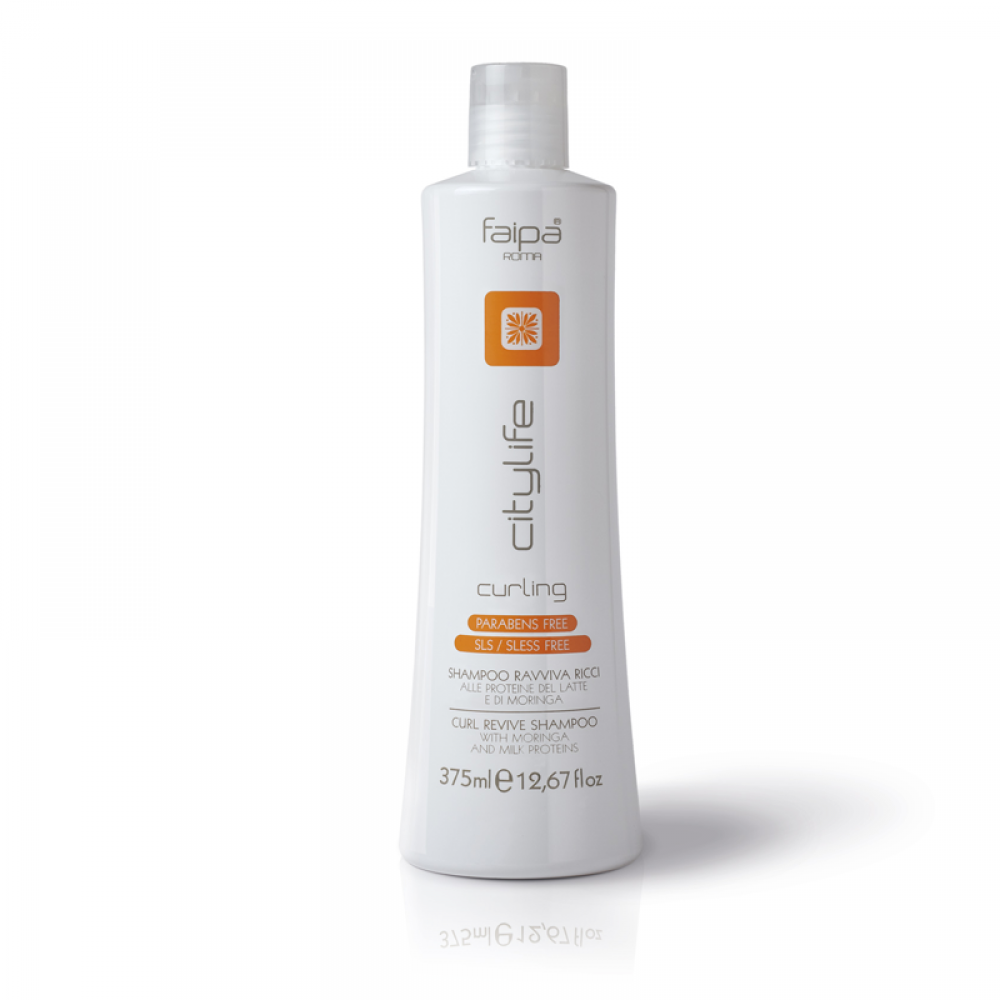 faipa®
ROMA
citylife
curling
PARABENS FREE
SLS / SLESS FREE
SHAMPOO RAVVIVA RICCI
ALLE PROTEINE DEL LATTE
E DI MORINGA
CURL REVIVE SHAMPOO
WITH MORINGA
AND MILK PROTEINS
375ml e 12,67 fl oz